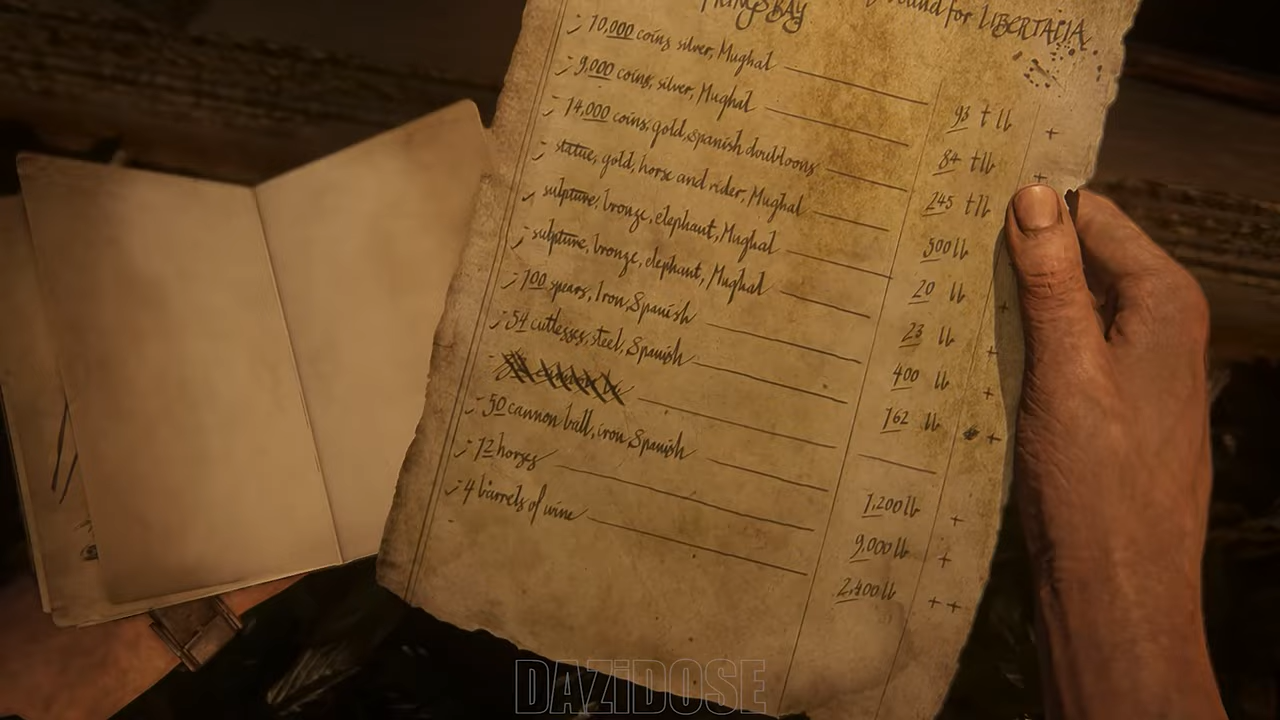 KINGS BAY ound for LIBERTALIA
10,000 coins silver, Mughal 93 t lb +
9,000 coins, silver, Mughal 84 t lb +
14,000 coins, gold, Spanish doubloons 245 t lb
statue, gold, horse and rider, Mughal 500 lb
sulpture, bronze, elephant, Mughal 20 lb +
sulpture, bronze, elephant, Mughal 23 lb +
100 spears, Iron, Spanish 400 lb +
54 cutlesses, steel, Spanish 162 lb +
50 cannon ball, iron, Spanish 1,200 lb +
12 horses 9,000 lb +
4 barrels of wine 2,400 lb ++
DAZiDOSE